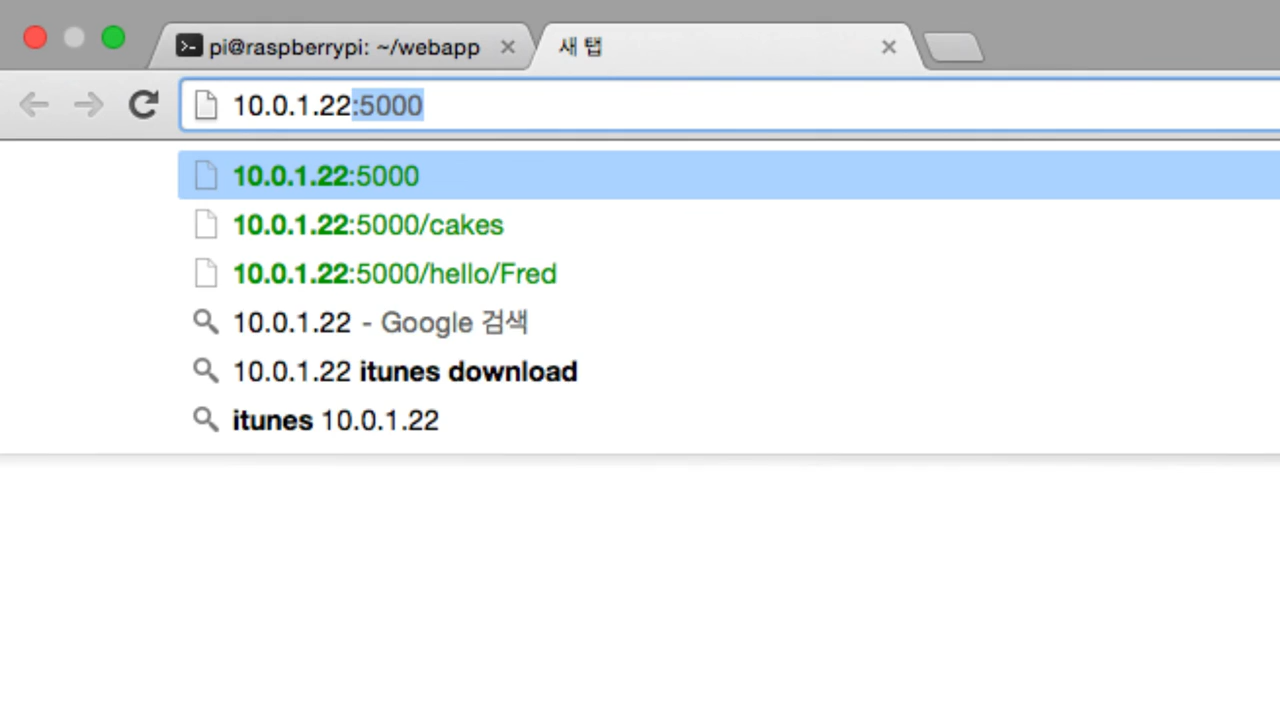 pi@raspberrypi: ~/webapp
새 탭
10.0.1.22:5000
10.0.1.22:5000
10.0.1.22:5000/cakes
10.0.1.22:5000/hello/Fred
10.0.1.22 - Google 검색
10.0.1.22 itunes download
itunes 10.0.1.22